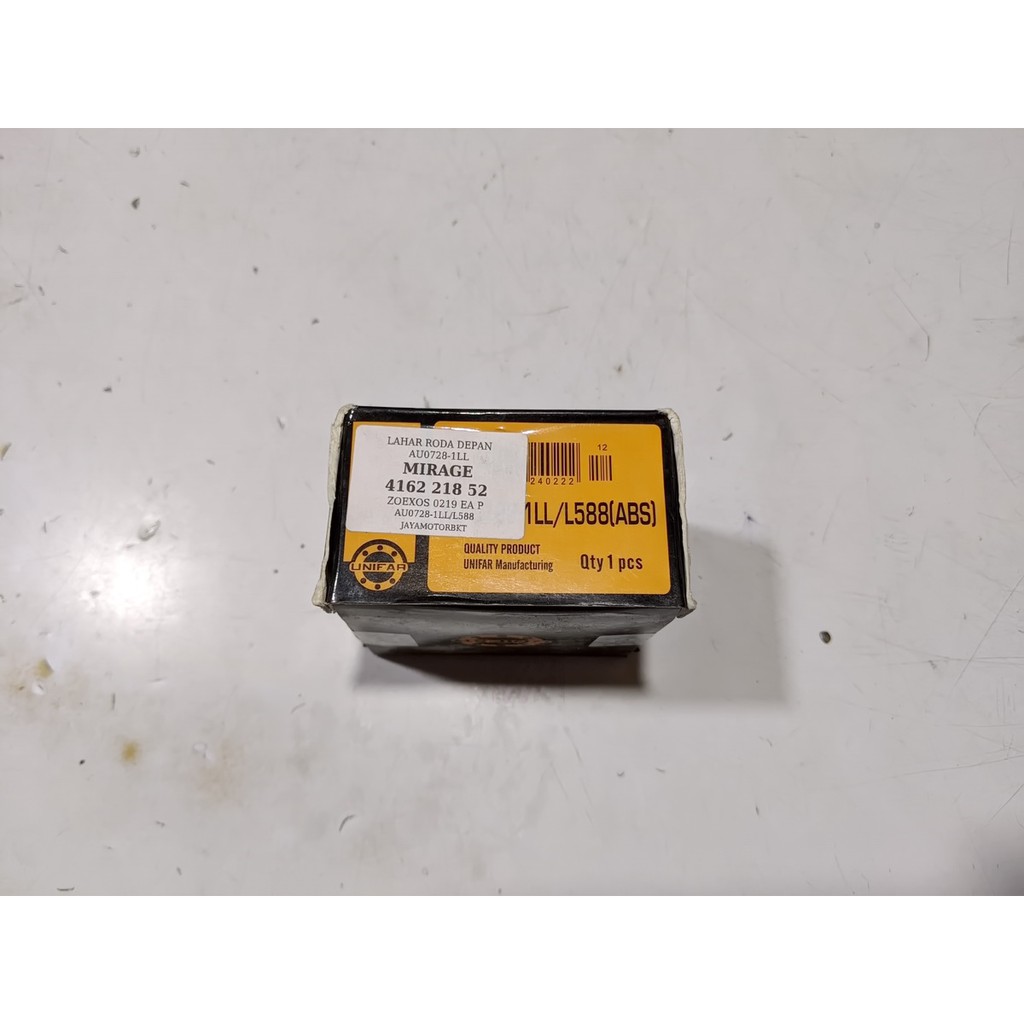 LAHAR RODA DEPAN
AU0728-1LL
MIRAGE
4162 218 52
ZOEXOS 0219 EA P
AU0728-1LL/L588
JAYAMOTORBKT
12
240222
1LL/L588(ABS)
QUALITY PRODUCT
UNIFAR Manufacturing
Qty 1 pcs
UNIFAR